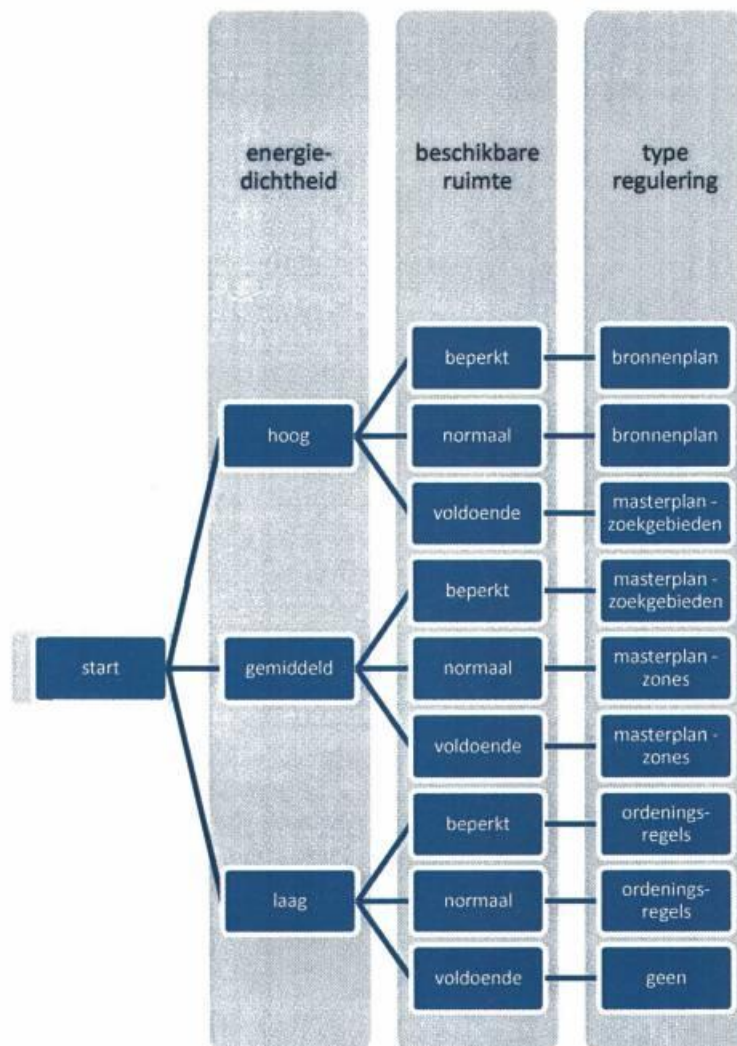 energie-
dichtheid
beschikbare
ruimte
type
regulering
start
hoog
beperkt
bronnenplan
normaal
bronnenplan
voldoende
masterplan -
zoekgebieden
gemiddeld
beperkt
masterplan -
zoekgebieden
normaal
masterplan -
zones
voldoende
masterplan -
zones
laag
beperkt
ordenings-
regels
normaal
ordenings-
regels
voldoende
geen